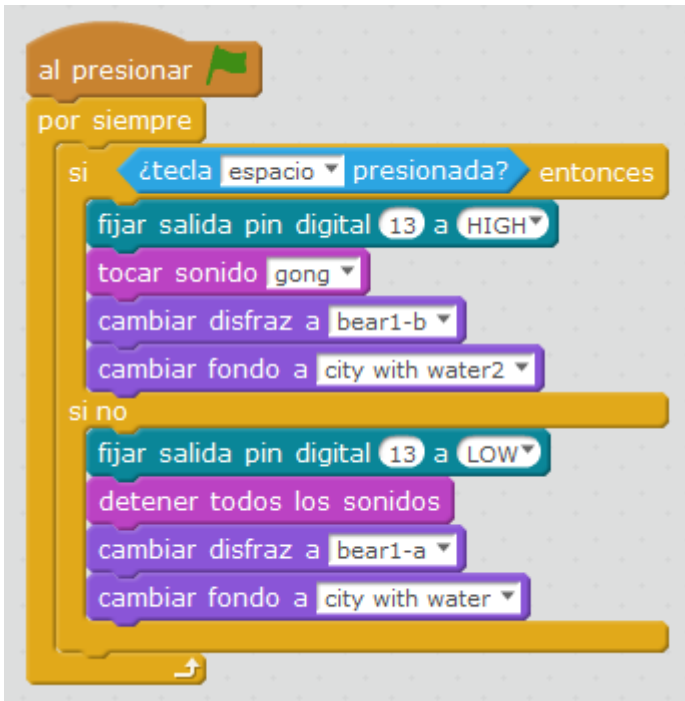 al presionar
por siempre
si ¿tecla espacio presionada? entonces
fijar salida pin digital 13 a HIGH
tocar sonido gong
cambiar disfraz a bear1-b
cambiar fondo a city with water2
si no
fijar salida pin digital 13 a LOW
detener todos los sonidos
cambiar disfraz a bear1-a
cambiar fondo a city with water